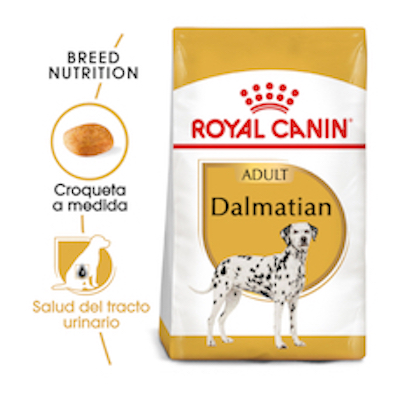 BREED
NUTRITION
Croqueta
a medida
Salud del tracto
urinario
ROYAL CANIN
ADULT
Dalmatian